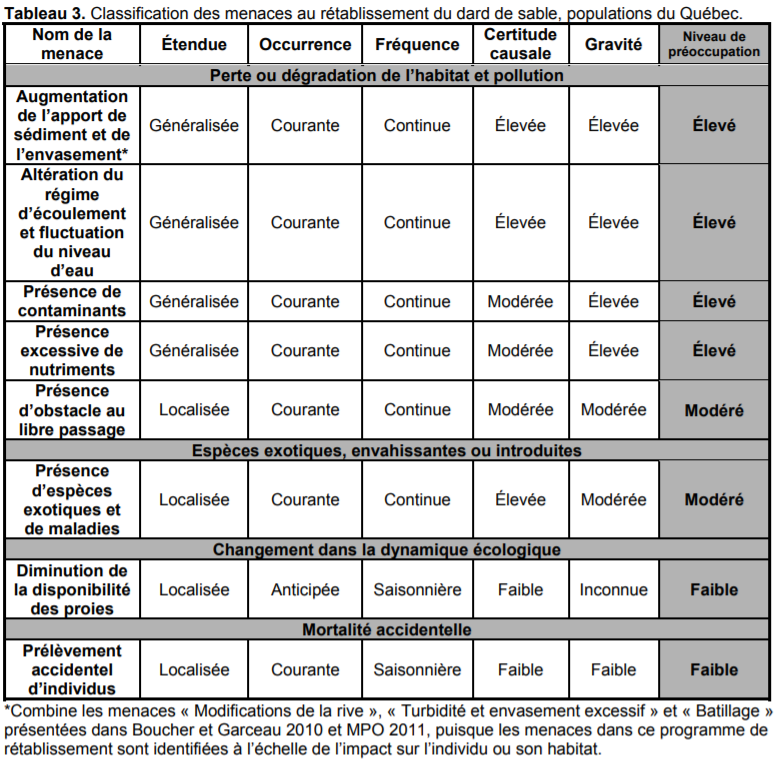 Tableau 3. Classification des menaces au rétablissement du dard de sable, populations du Québec.
Nom de la menace Étendue Occurrence Fréquence Certitude causale Gravité Niveau de préoccupation
Perte ou dégradation de l'habitat et pollution
Augmentation de l'apport de sédiment et de l'envasement* Généralisée Courante Continue Élevée Élevée Élevé
Altération du régime d'écoulement et fluctuation du niveau d'eau Généralisée Courante Continue Élevée Élevée Élevé
Présence de contaminants Généralisée Courante Continue Modérée Élevée Élevé
Présence excessive de nutriments Généralisée Courante Continue Modérée Élevée Élevé
Présence d'obstacle au libre passage Localisée Courante Continue Modérée Modérée Modéré
Espèces exotiques, envahissantes ou introduites
Présence d'espèces exotiques et de maladies Localisée Courante Continue Élevée Modérée Modéré
Changement dans la dynamique écologique
Diminution de la disponibilité des proies Localisée Anticipée Saisonnière Faible Inconnue Faible
Mortalité accidentelle
Prélèvement accidentel d'individus Localisée Courante Saisonnière Faible Faible Faible
*Combine les menaces « Modifications de la rive », « Turbidité et envasement excessif » et « Batillage »
présentées dans Boucher et Garceau 2010 et MPO 2011, puisque les menaces dans ce programme de
rétablissement sont identifiées à l'échelle de l'impact sur l'individu ou son habitat.